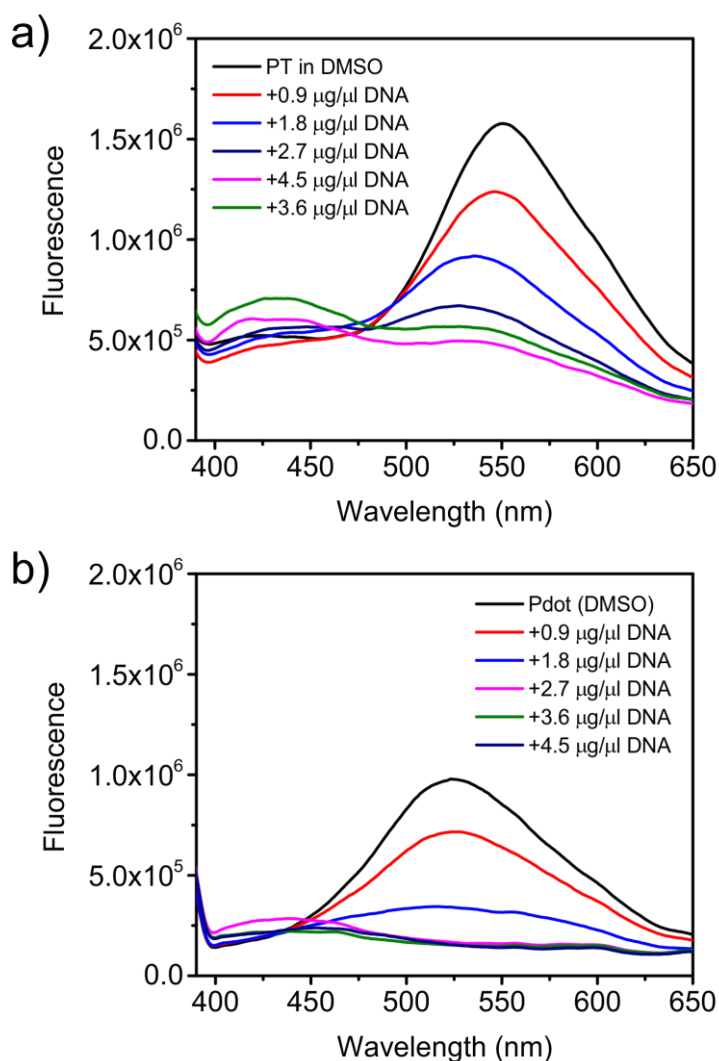 a)
2.0x10⁶
1.5x10⁶
1.0x10⁶
5.0x10⁵
0.0
Fluorescence
PT in DMSO
+0.9 μg/μl DNA
+1.8 μg/μl DNA
+2.7 μg/μl DNA
+4.5 μg/μl DNA
+3.6 μg/μl DNA
400 450 500 550 600 650
Wavelength (nm)
b)
2.0x10⁶
1.5x10⁶
1.0x10⁶
5.0x10⁵
0.0
Fluorescence
Pdot (DMSO)
+0.9 μg/μl DNA
+1.8 μg/μl DNA
+2.7 μg/μl DNA
+3.6 μg/μl DNA
+4.5 μg/μl DNA
400 450 500 550 600 650
Wavelength (nm)